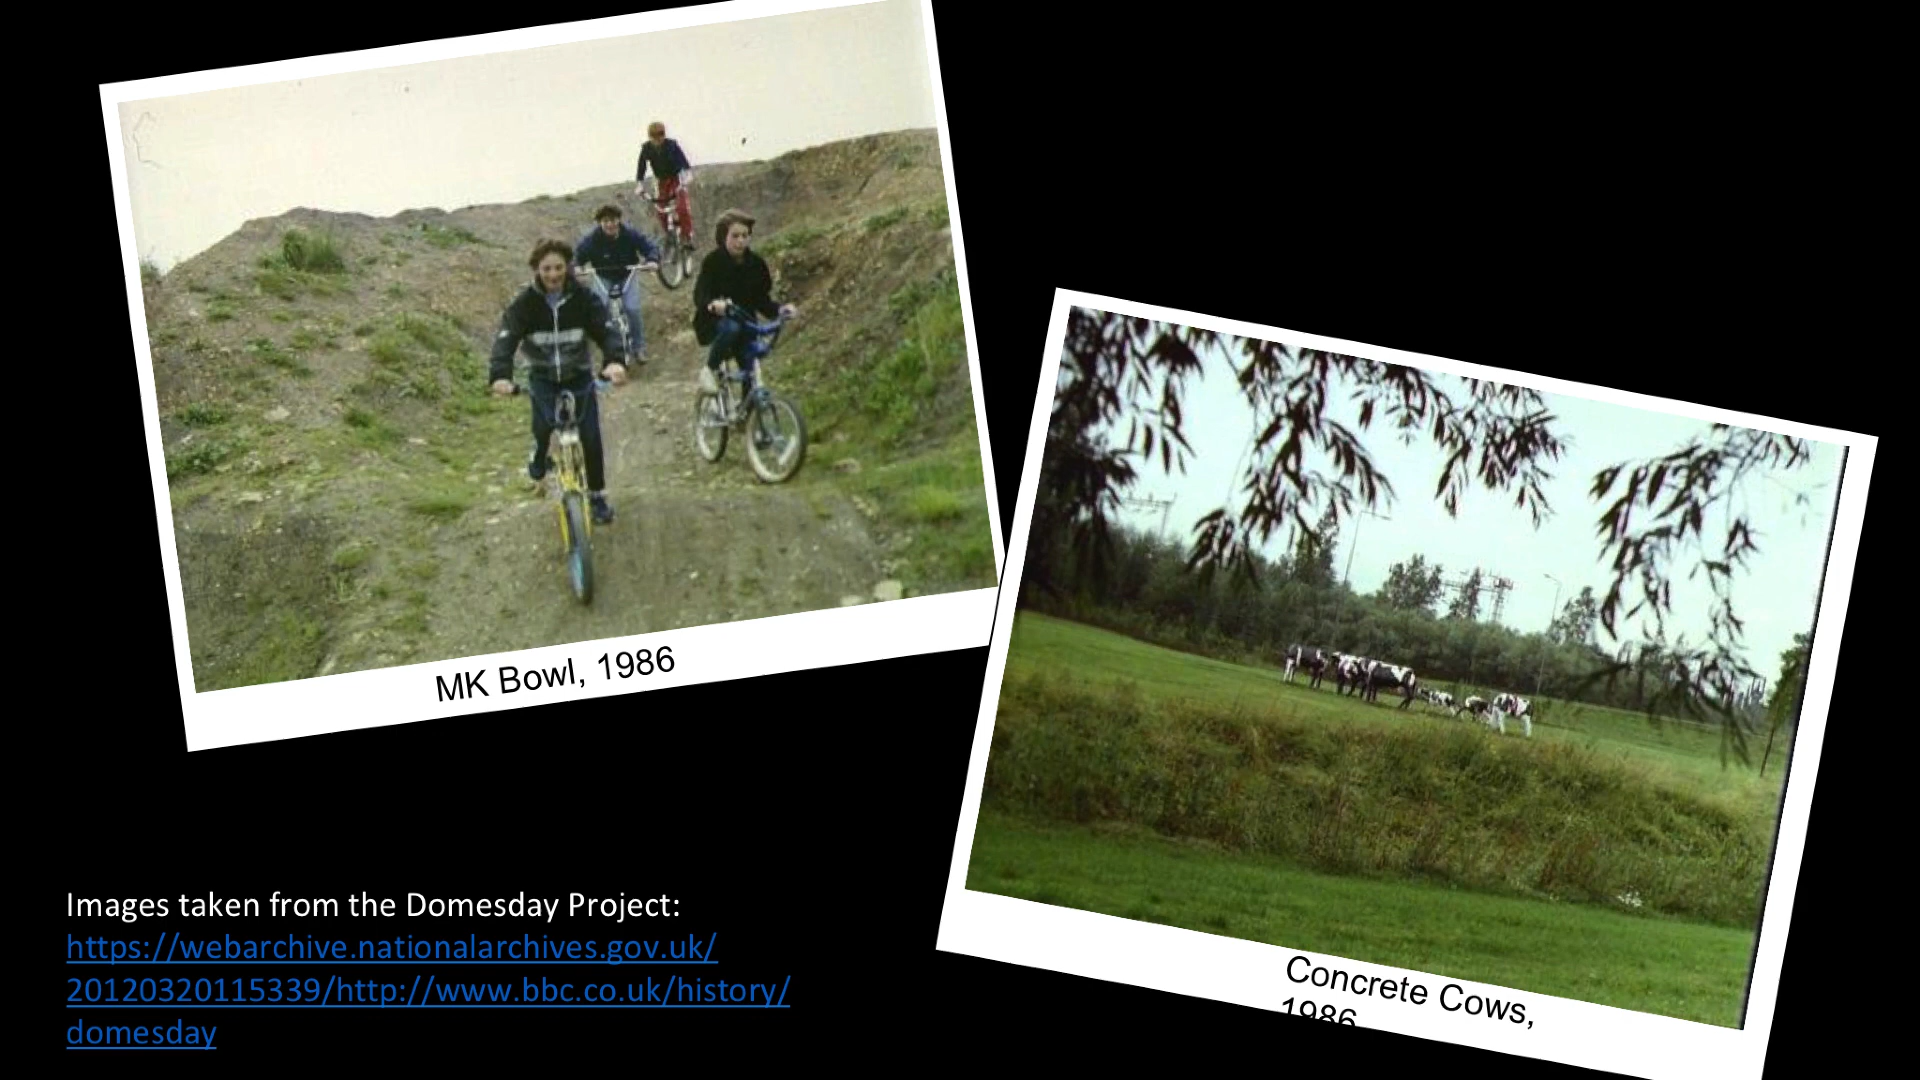 MK Bowl, 1986
Concrete Cows,
1986
Images taken from the Domesday Project:
https://webarchive.nationalarchives.gov.uk/
20120320115339/http://www.bbc.co.uk/history/
domesday